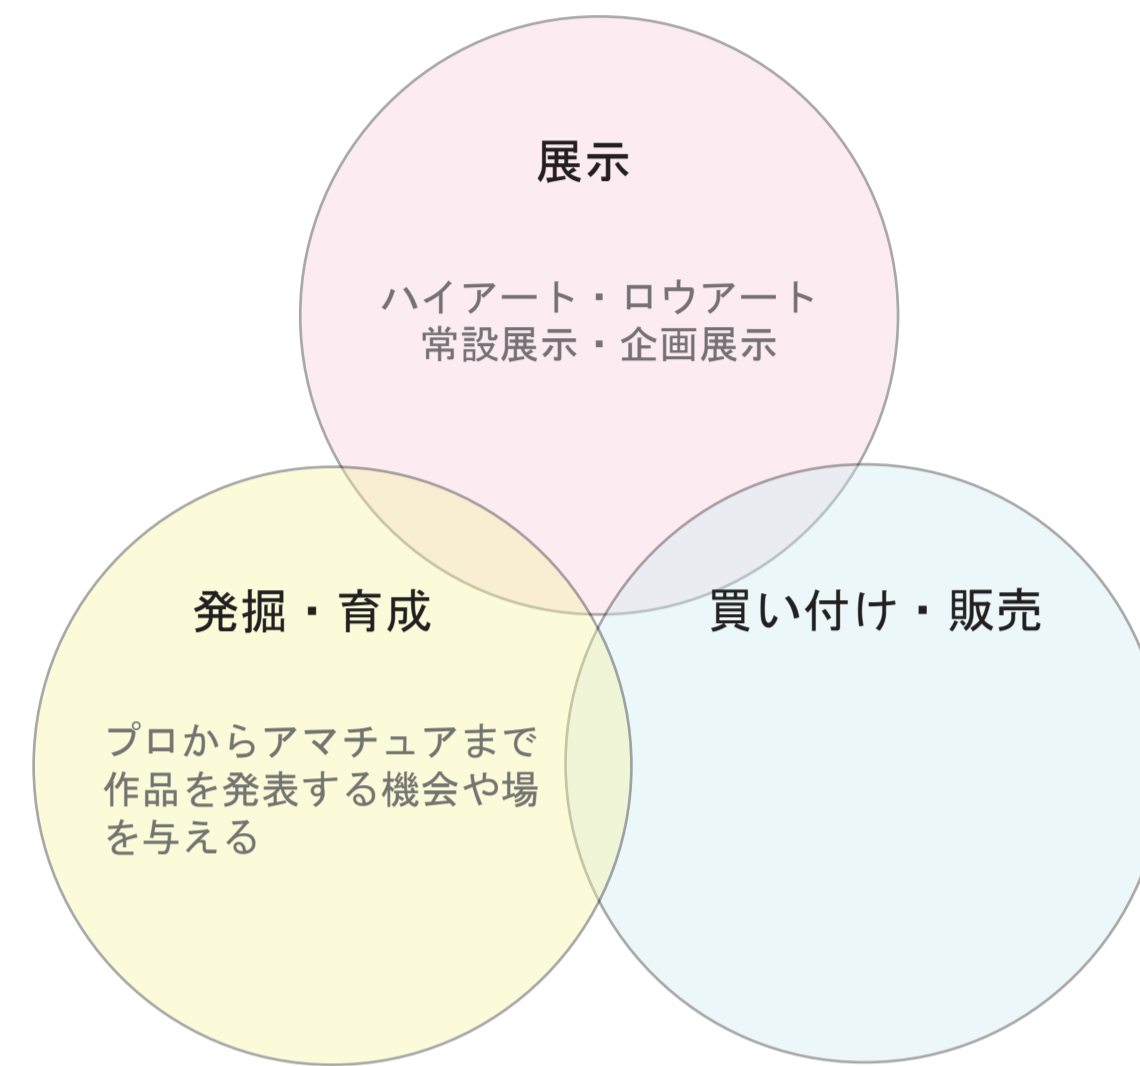 展示
ハイアート・ロウアート
常設展示・企画展示
発掘・育成
プロからアマチュアまで
作品を発表する機会や場
を与える
買い付け・販売